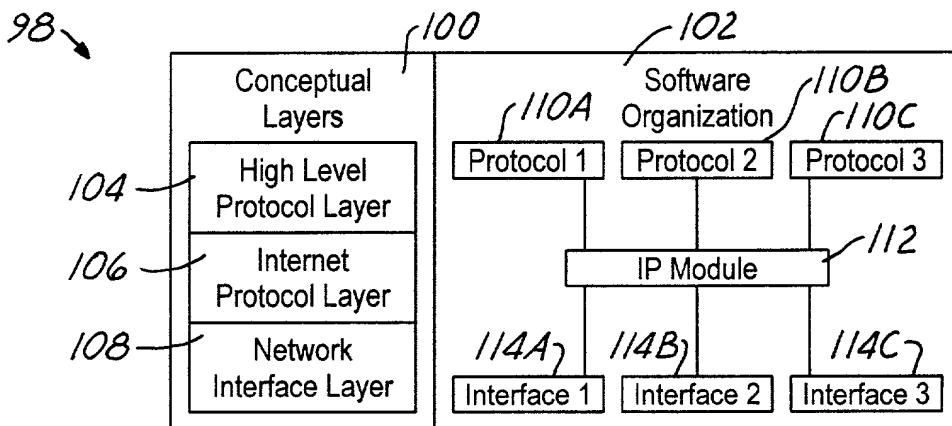 98
100
102
Conceptual
Layers
Software
Organization
110A
110B
110C
Protocol 1
Protocol 2
Protocol 3
104
High Level
Protocol Layer
106
Internet
Protocol Layer
112
IP Module
108
Network
Interface Layer
114A
114B
114C
Interface 1
Interface 2
Interface 3